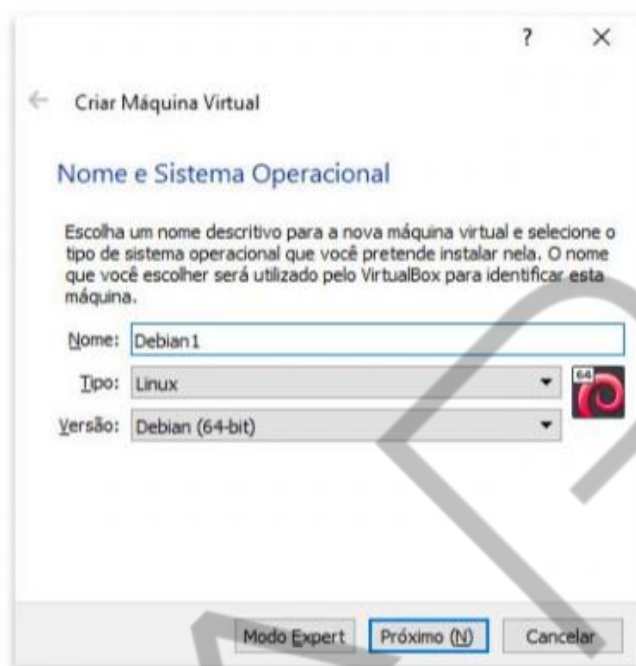 ?
Criar Máquina Virtual
Nome e Sistema Operacional
Escolha um nome descritivo para a nova máquina virtual e selecione o
tipo de sistema operacional que você pretende instalar nela. O nome
que você escolher será utilizado pelo VirtualBox para identificar esta
máquina.
Nome: Debian1
Tipo: Linux
64
Versão: Debian (64-bit)
Modo Expert Próximo (N) Cancelar